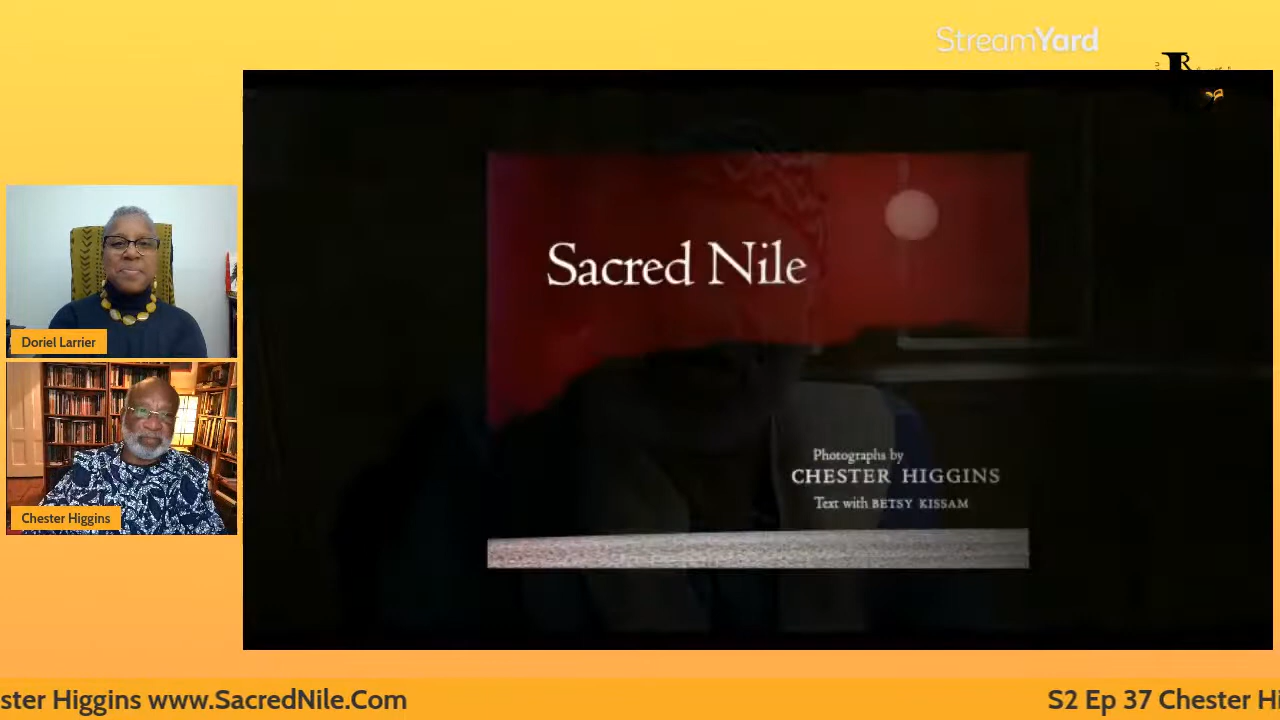 StreamYard
R
Sacred Nile
Photographs by
CHESTER HIGGINS
Text with BETSY KISSAM
Doriel Larrier
Chester Higgins
ster Higgins www.SacredNile.Com
S2 Ep 37 Chester Hi